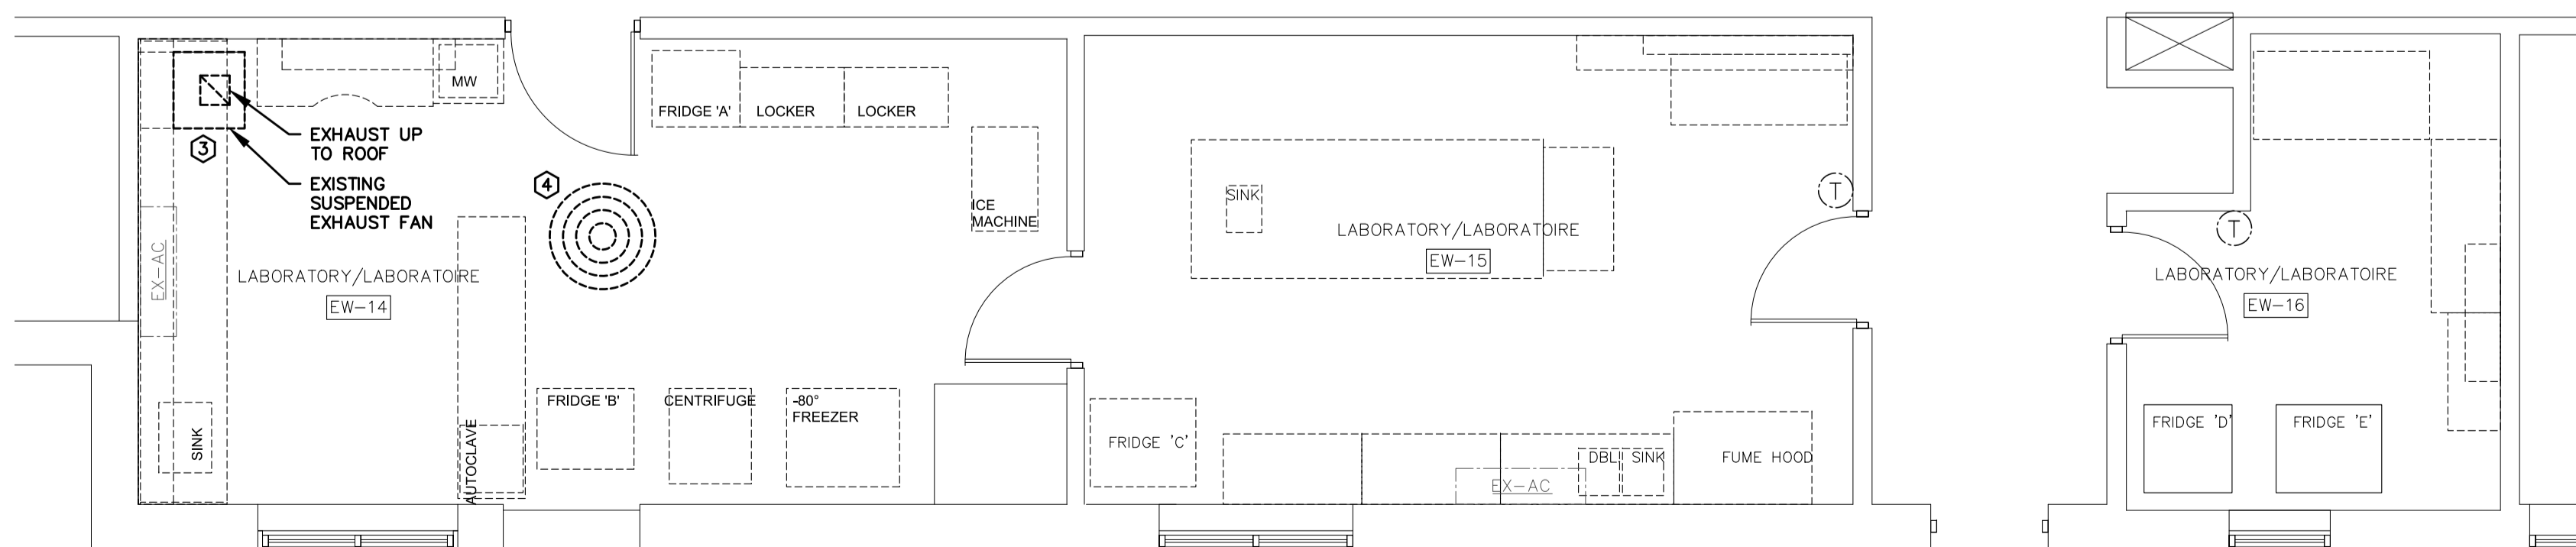 MW
EXHAUST UP
TO ROOF
3
EXISTING
SUSPENDED
EXHAUST FAN
4
FRIDGE 'A'
LOCKER
LOCKER
ICE
MACHINE
EX-AC
LABORATORY/LABORATOIRE
EW-14
SINK
AUTOCLAVE
FRIDGE 'B'
CENTRIFUGE
-80°
FREEZER
SINK
LABORATORY/LABORATOIRE
EW-15
T
FRIDGE 'C'
EX-AC
DBL SINK
FUME HOOD
T
LABORATORY/LABORATOIRE
EW-16
FRIDGE 'D'
FRIDGE 'E'